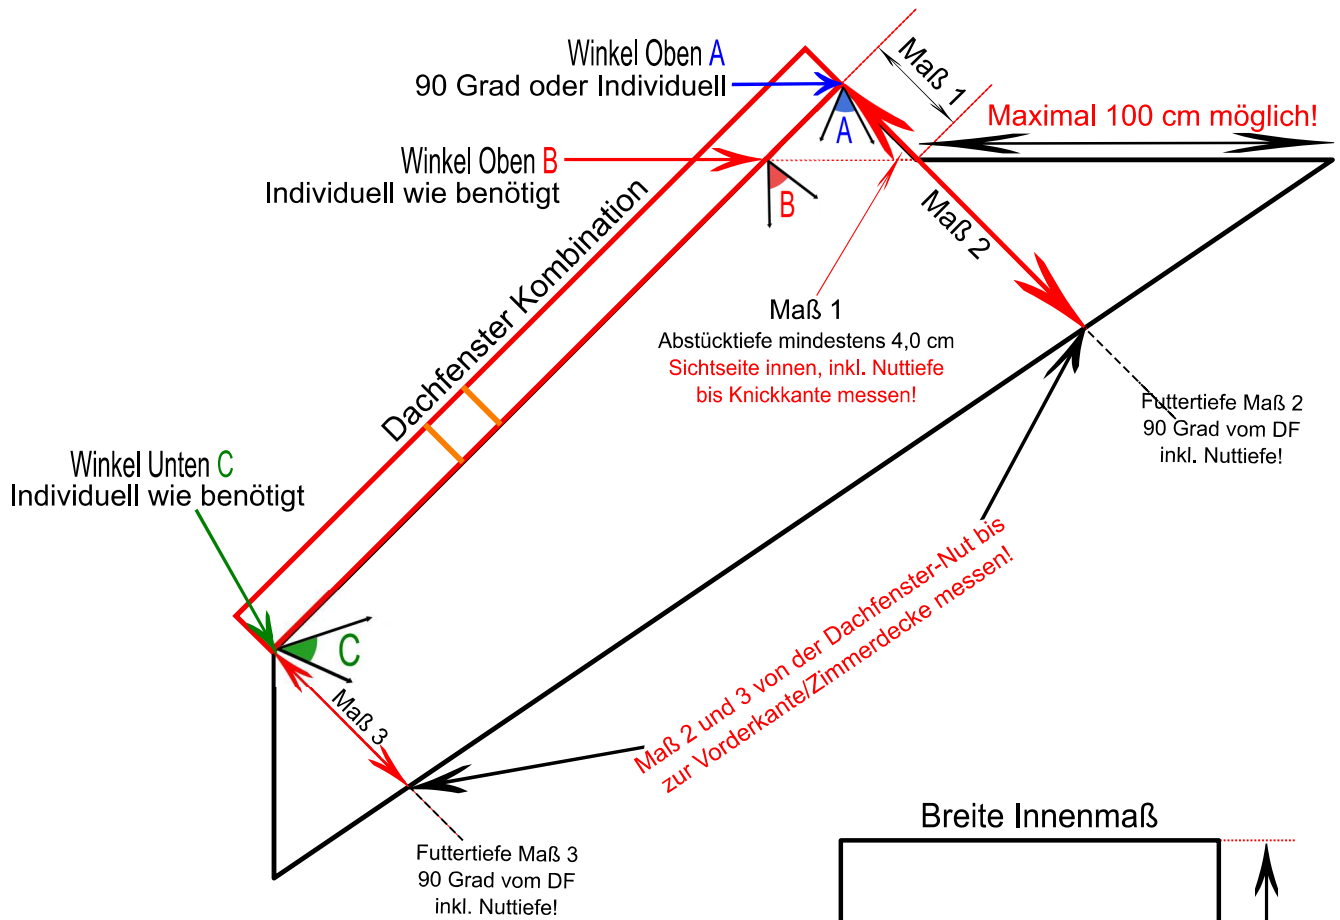 Winkel Oben A
90 Grad oder Individuell
Maß 1
Maximal 100 cm möglich!
A
Winkel Oben B
Individuell wie benötigt
B
Maß 2
Dachfenster Kombination
Maß 1
Abstücktiefe mindestens 4,0 cm
Sichtseite innen, inkl. Nuttiefe
bis Knickkante messen!
Futtertiefe Maß 2
90 Grad vom DF
inkl. Nuttiefe!
Winkel Unten C
Individuell wie benötigt
C
Maß 3
Maß 2 und 3 von der Dachfenster-Nut bis
zur Vorderkante/Zimmerdecke messen!
Futtertiefe Maß 3
90 Grad vom DF
inkl. Nuttiefe!
Breite Innenmaß